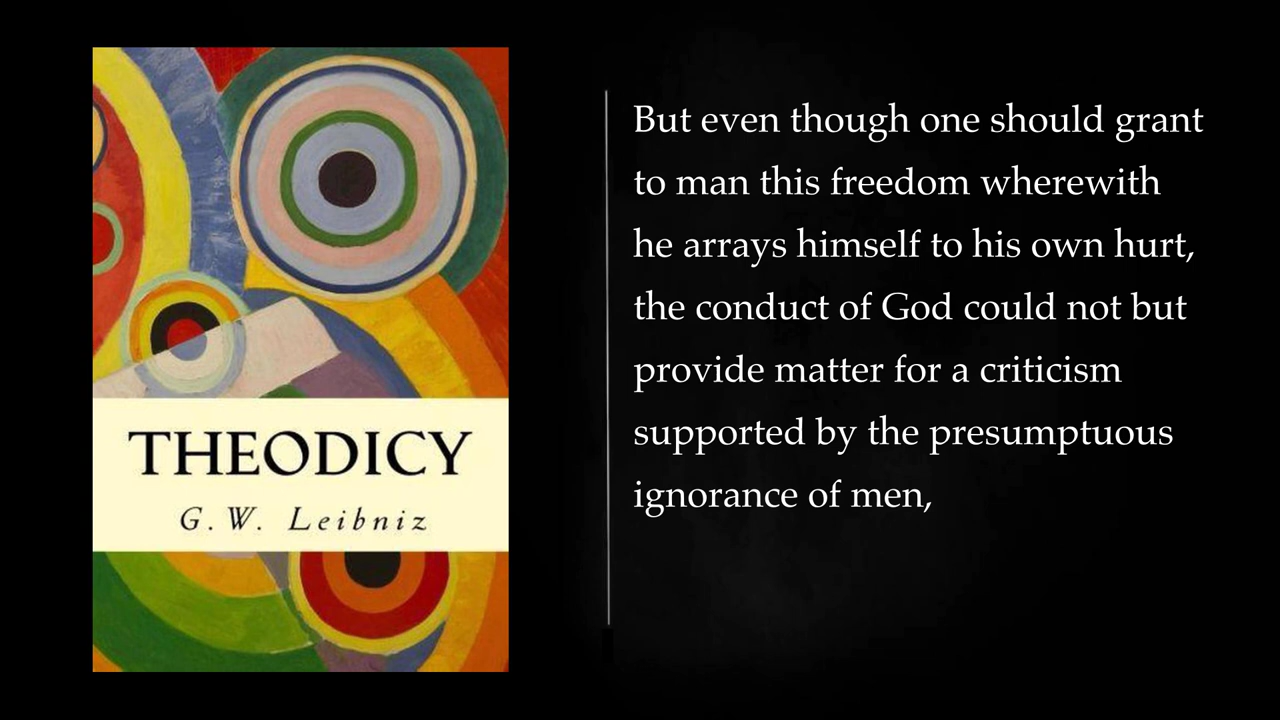 THEODICY
G. W. Leibniz
But even though one should grant
to man this freedom wherewith
he arrays himself to his own hurt,
the conduct of God could not but
provide matter for a criticism
supported by the presumptuous
ignorance of men,